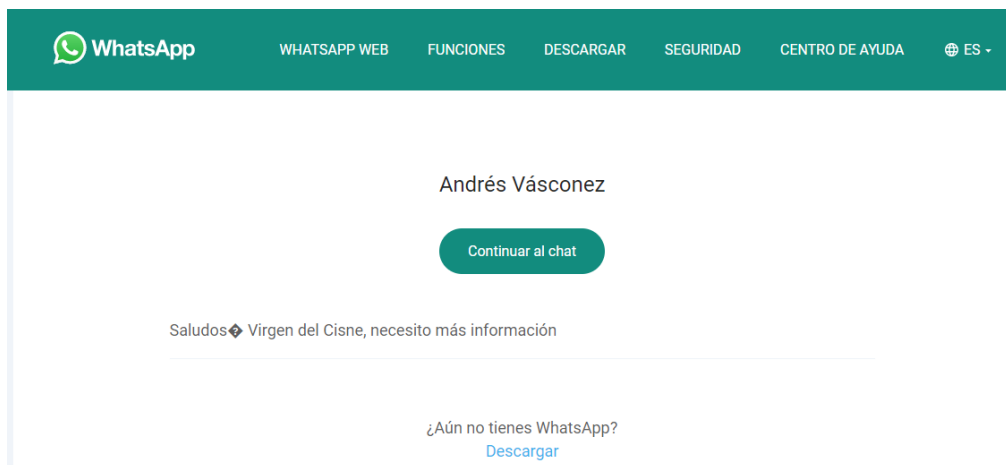 WhatsApp WHATSAPP WEB FUNCIONES DESCARGAR SEGURIDAD CENTRO DE AYUDA ES
Andrés Vásconez
Continuar al chat
Saludos� Virgen del Cisne, necesito más información
¿Aún no tienes WhatsApp?
Descargar